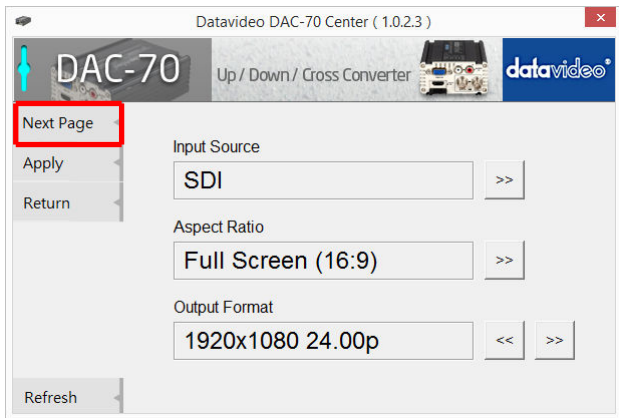 Datavideo DAC-70 Center ( 1.0.2.3 )
DAC-70
Up / Down / Cross Converter
datavideo®
Next Page
Input Source
Apply
SDI >>
Return
Aspect Ratio
Full Screen (16:9) >>
Output Format
1920x1080 24.00p << >>
Refresh